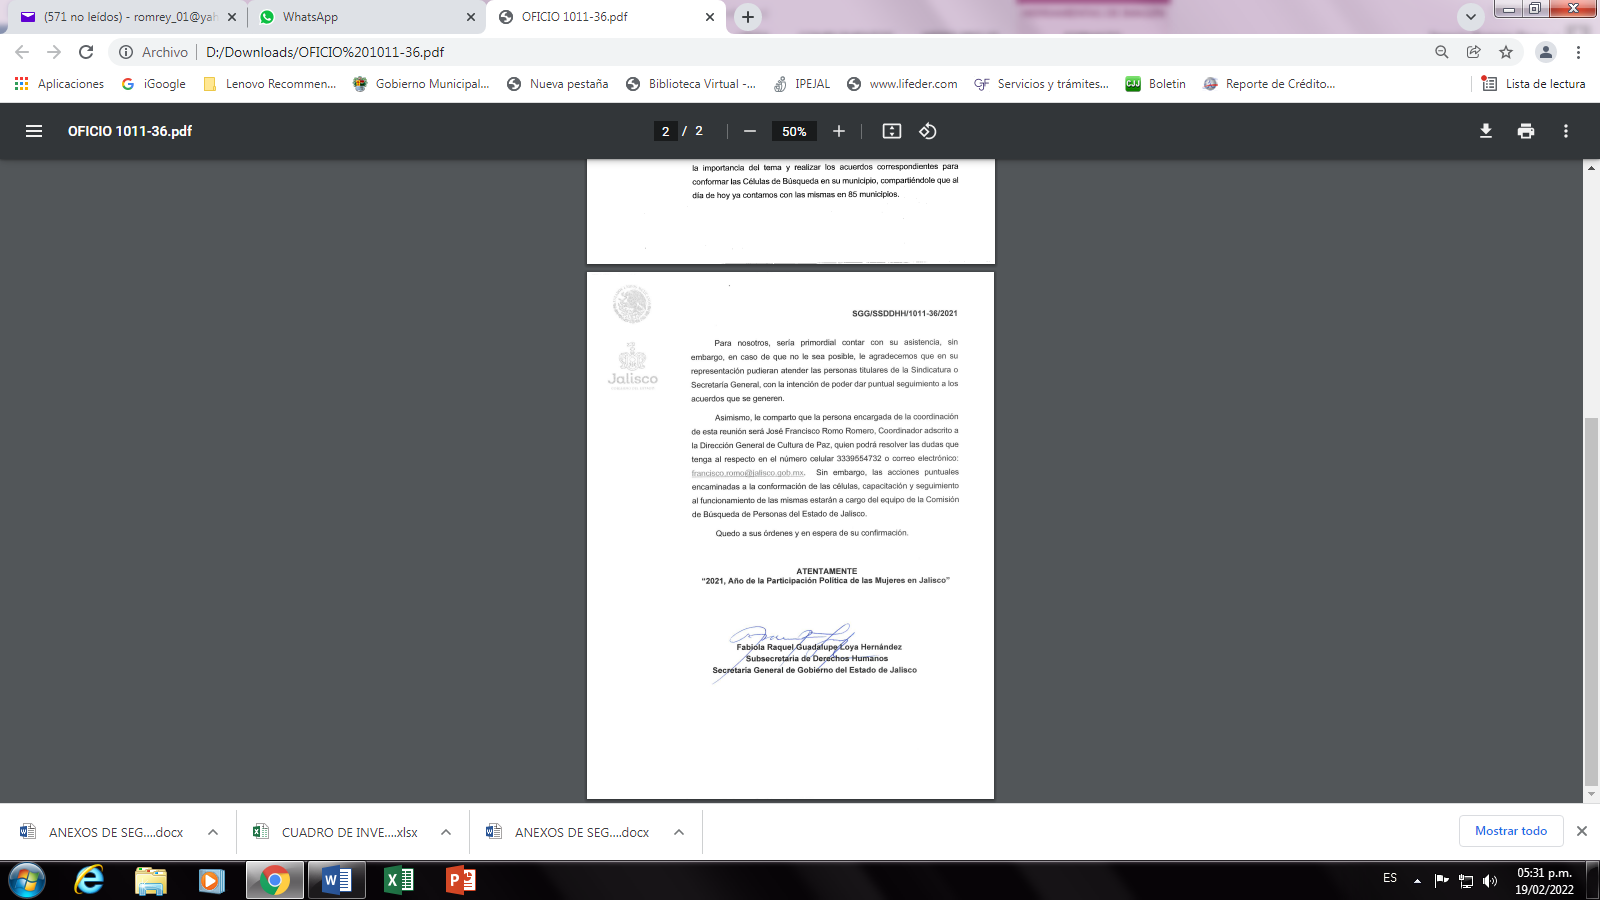 (571 no leídos) - romrey_01@yah
WhatsApp
OFICIO 1011-36.pdf
Archivo
D:/Downloads/OFICIO%201011-36.pdf
Aplicaciones
iGoogle
Lenovo Recommen...
Gobierno Municipal...
Nueva pestaña
Biblioteca Virtual -...
IPEJAL
www.lifeder.com
Servicios y trámites...
Boletin
Reporte de Crédito...
Lista de lectura
OFICIO 1011-36.pdf
2 / 2
50%
la importancia del tema y realizar los acuerdos correspondientes para
conformar las Células de Búsqueda en su municipio, compartiéndole que al
día de hoy ya contamos con las mismas en 85 municipios.
Jalisco
SGG/SSDDHH/1011-36/2021
Para nosotros, sería primordial contar con su asistencia, sin
embargo, en caso de que no le sea posible, le agradecemos que en su
representación pudieran atender las personas titulares de la Sindicatura o
Secretaría General, con la intención de poder dar puntual seguimiento a los
acuerdos que se generen.
Asimismo, le comparto que la persona encargada de la coordinación
de esta reunión será José Francisco Romo Romero, Coordinador adscrito a
la Dirección General de Cultura de Paz, quien podrá resolver las dudas que
tenga al respecto en el número celular 3339554732 o correo electrónico:
francisco.romo@jalisco.gob.mx. Sin embargo, las acciones puntuales
encaminadas a la conformación de las células, capacitación y seguimiento
al funcionamiento de las mismas estarán a cargo del equipo de la Comisión
de Búsqueda de Personas del Estado de Jalisco.
Quedo a sus órdenes y en espera de su confirmación.
ATENTAMENTE
"2021, Año de la Participación Política de las Mujeres en Jalisco"
Fabiola Raquel Guadalupe Loya Hernández
Subsecretaria de Derechos Humanos
Secretaría General de Gobierno del Estado de Jalisco
ANEXOS DE SEG....docx
CUADRO DE INVE....xlsx
ANEXOS DE SEG....docx
Mostrar todo
ES
05:31 p.m.
19/02/2022